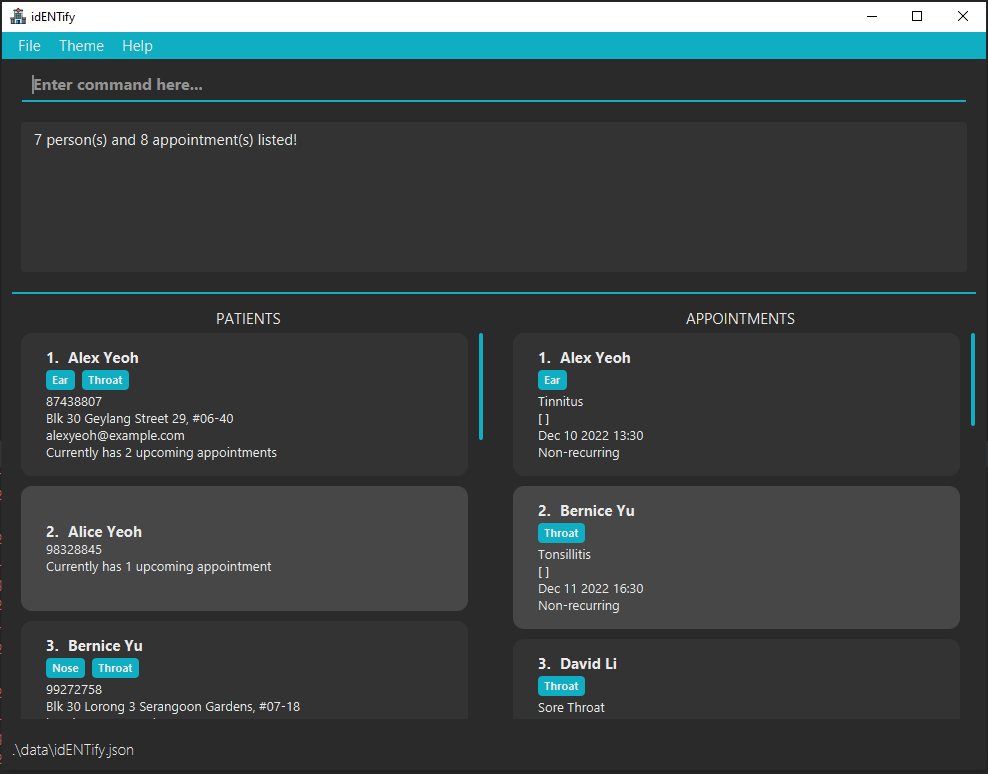 idENTify
File Theme Help
Enter command here...
7 person(s) and 8 appointment(s) listed!
PATIENTS
1. Alex Yeoh
Ear Throat
87438807
Blk 30 Geylang Street 29, #06-40
alexyeoh@example.com
Currently has 2 upcoming appointments
2. Alice Yeoh
98328845
Currently has 1 upcoming appointment
3. Bernice Yu
Nose Throat
99272758
Blk 30 Lorong 3 Serangoon Gardens, #07-18
APPOINTMENTS
1. Alex Yeoh
Ear
Tinnitus
[ ]
Dec 10 2022 13:30
Non-recurring
2. Bernice Yu
Throat
Tonsillitis
[ ]
Dec 11 2022 16:30
Non-recurring
3. David Li
Throat
Sore Throat
.\data\idENTify.json